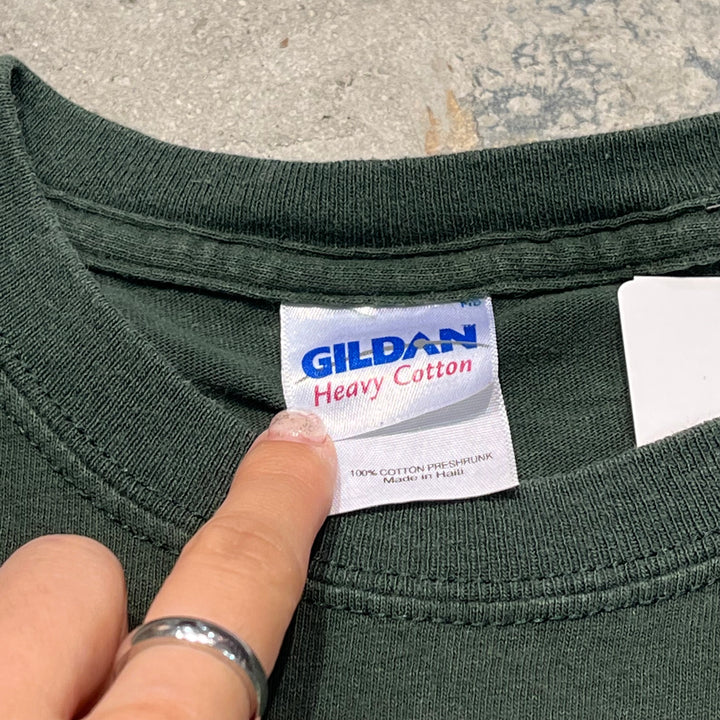 GILDAN
Heavy Cotton
100% COTTON PRESHRUNK
Made in Haiti